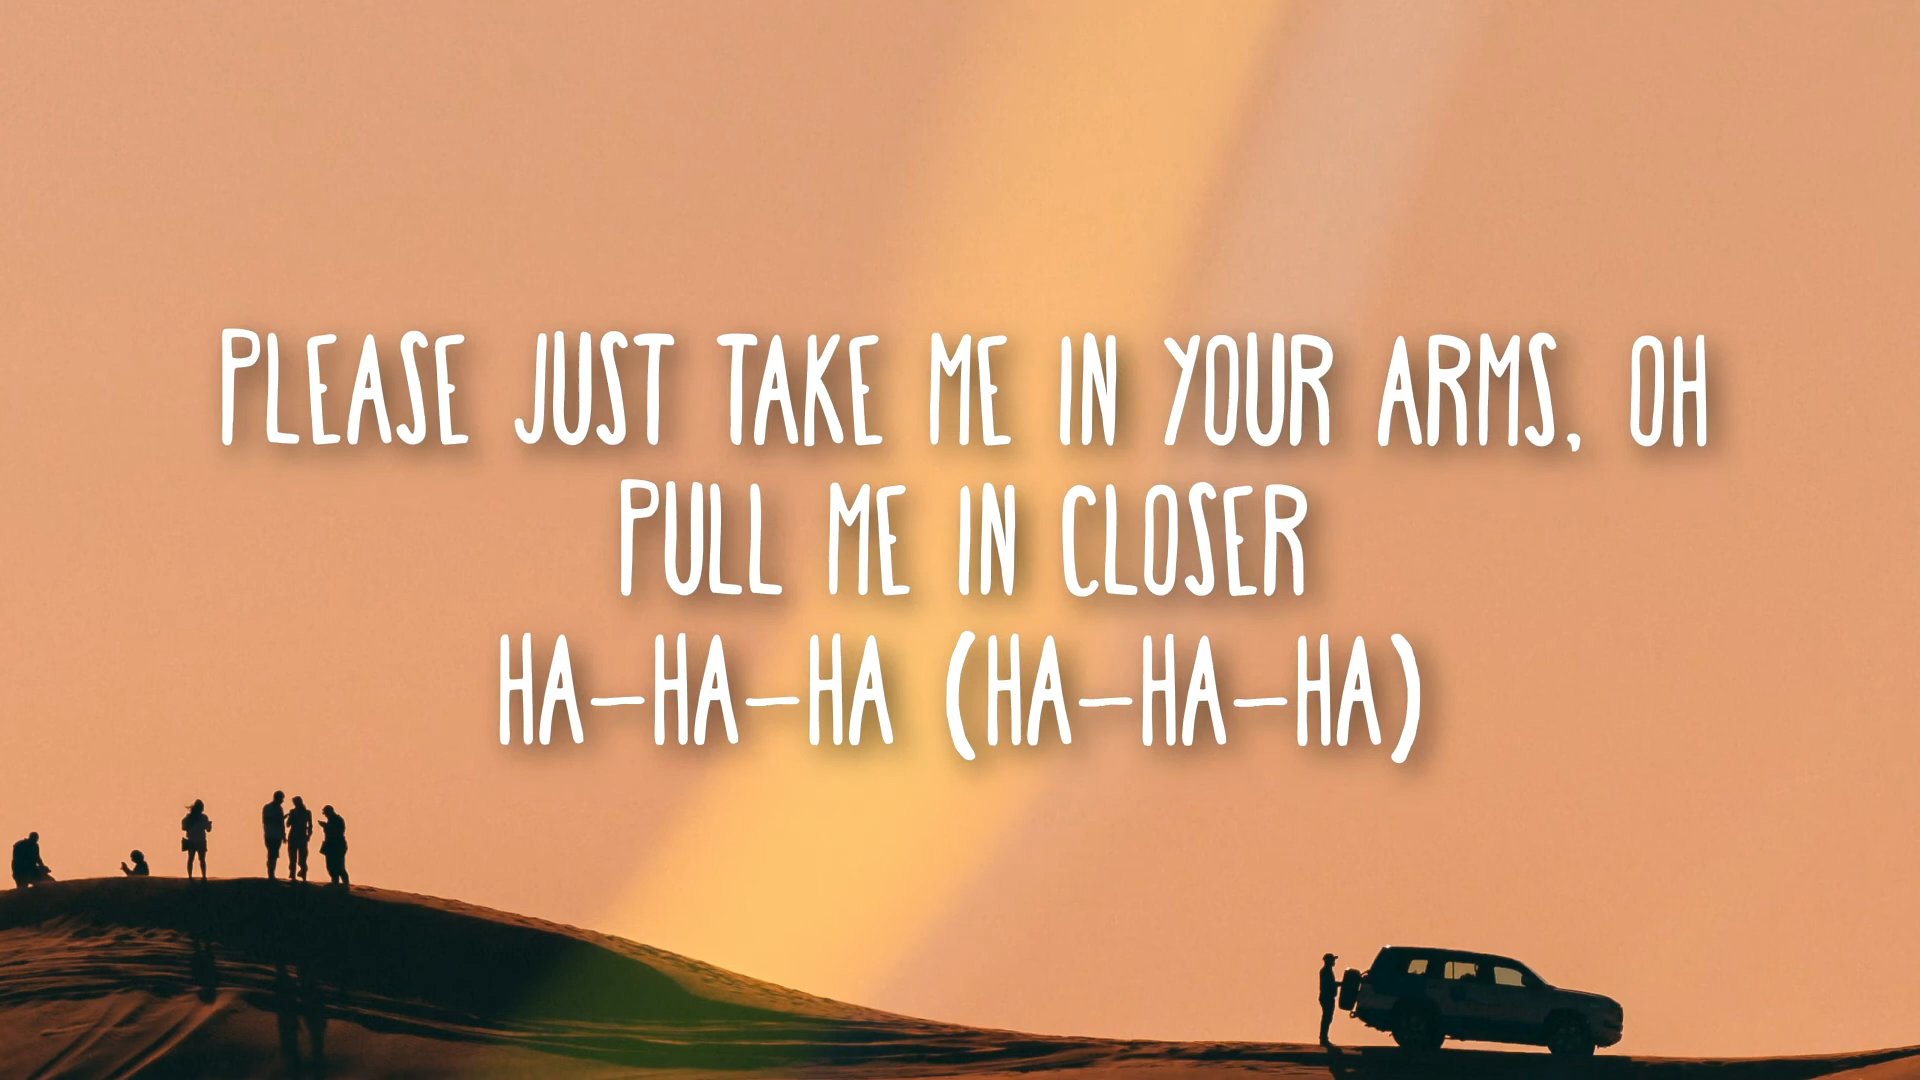 PLEASE JUST TAKE ME IN YOUR ARMS, OH
PULL ME IN CLOSER
HA-HA-HA (HA-HA-HA)